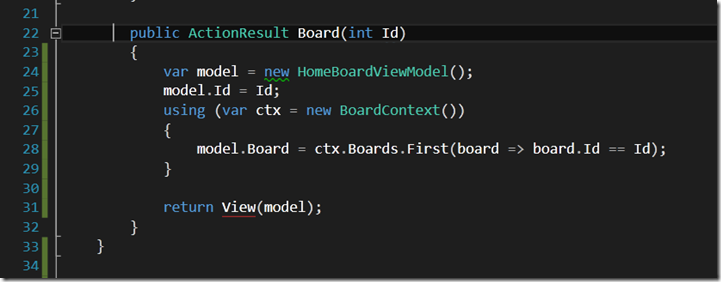 21
22 public ActionResult Board(int Id)
23 {
24 var model = new HomeBoardViewModel();
25 model.Id = Id;
26 using (var ctx = new BoardContext())
27 {
28 model.Board = ctx.Boards.First(board => board.Id == Id);
29 }
30
31 return View(model);
32 }
33 }
34